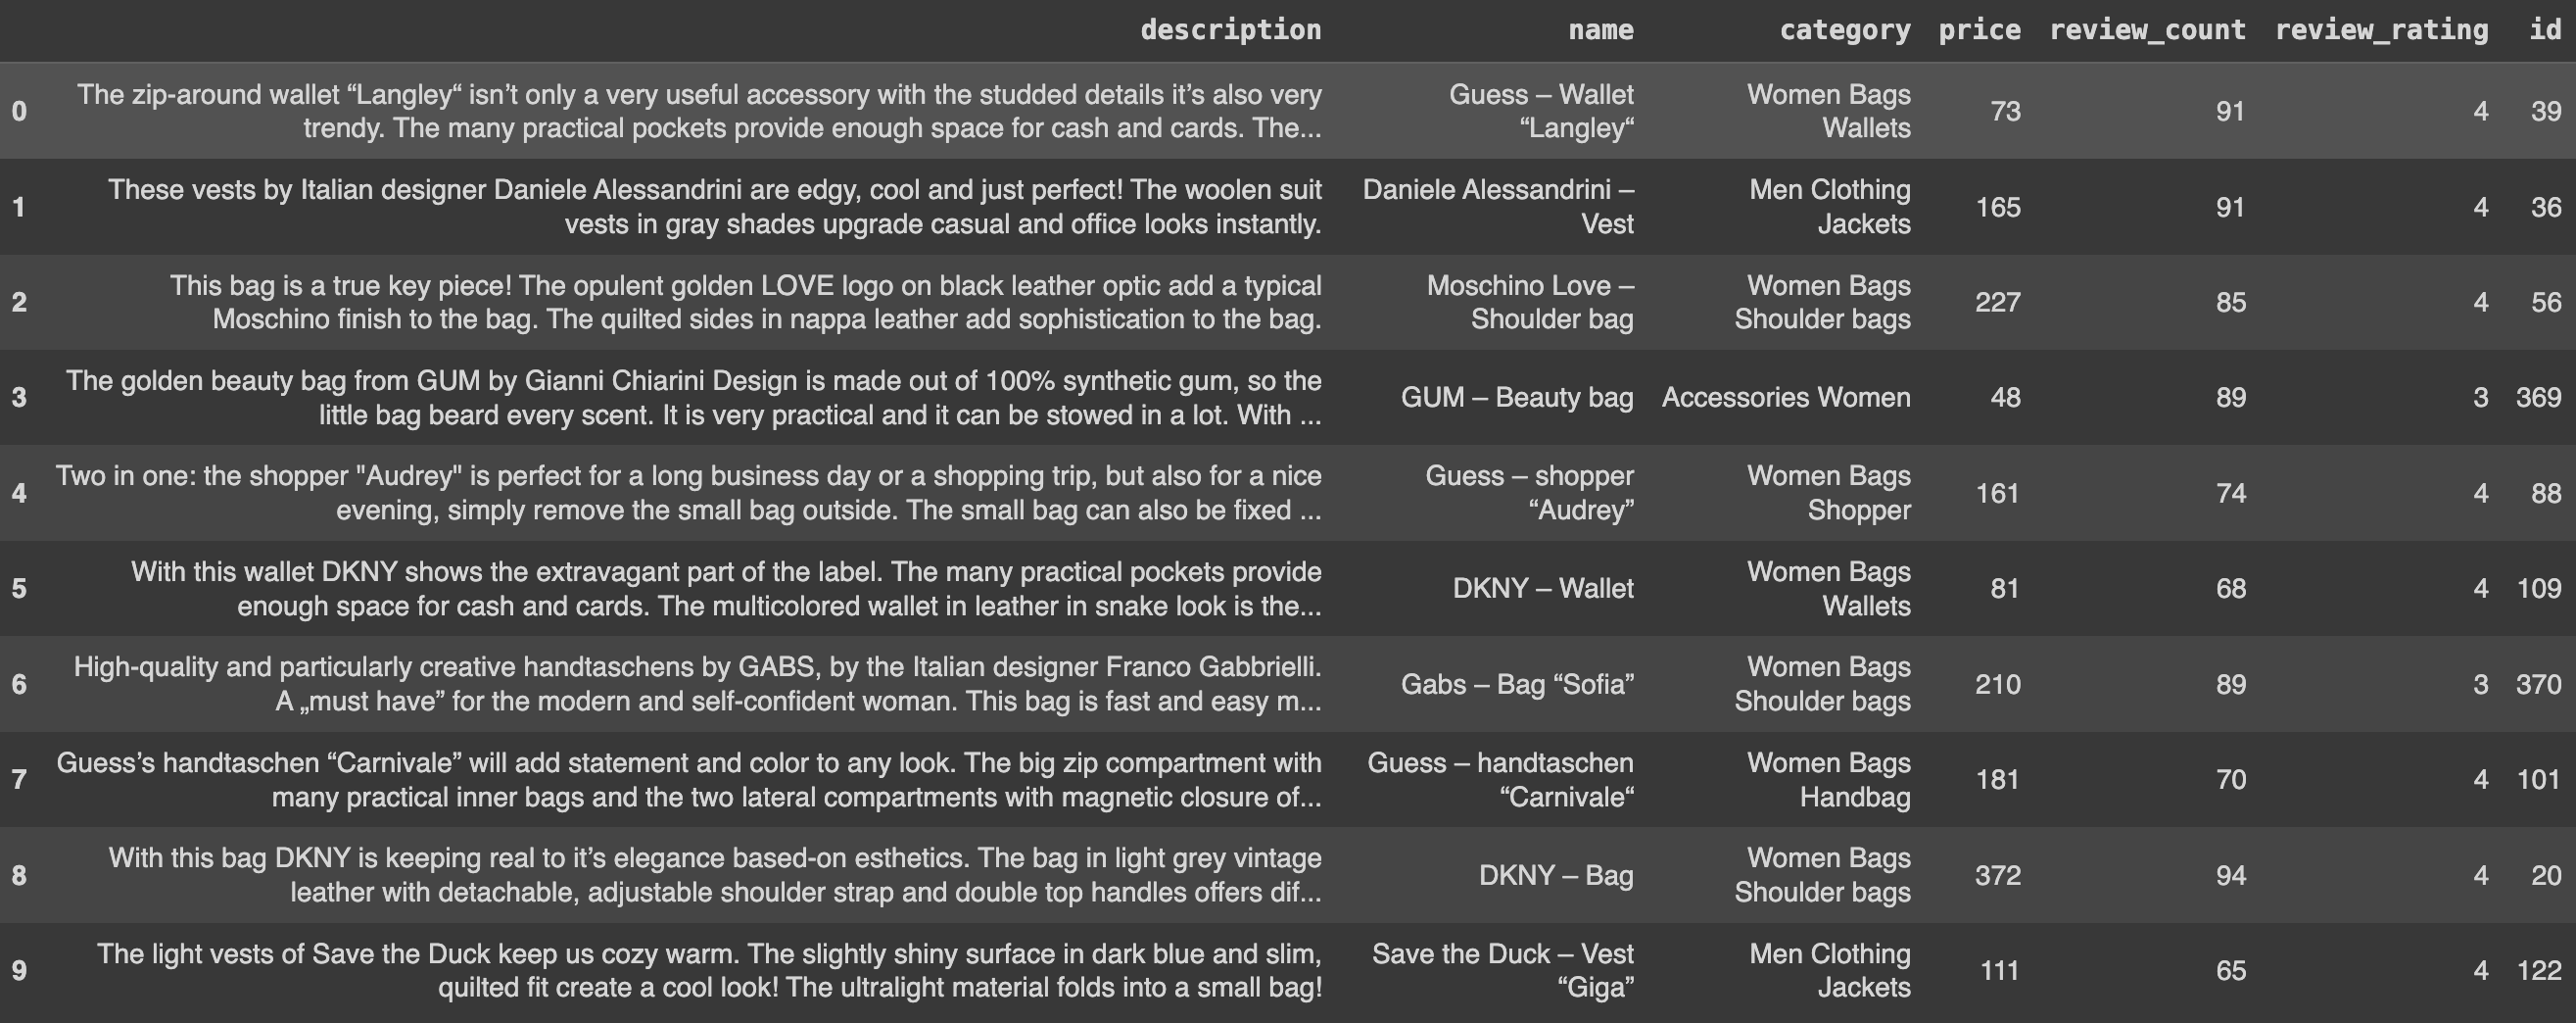 description name category price review_count review_rating id
0 The zip-around wallet “Langley“ isn’t only a very useful accessory with the studded details it’s also very trendy. The many practical pockets provide enough space for cash and cards. The... Guess – Wallet “Langley“ Women Bags Wallets 73 91 4 39
1 These vests by Italian designer Daniele Alessandrini are edgy, cool and just perfect! The woolen suit vests in gray shades upgrade casual and office looks instantly. Daniele Alessandrini – Vest Men Clothing Jackets 165 91 4 36
2 This bag is a true key piece! The opulent golden LOVE logo on black leather optic add a typical Moschino finish to the bag. The quilted sides in nappa leather add sophistication to the bag. Moschino Love – Shoulder bag Women Bags Shoulder bags 227 85 4 56
3 The golden beauty bag from GUM by Gianni Chiarini Design is made out of 100% synthetic gum, so the little bag beard every scent. It is very practical and it can be stowed in a lot. With ... GUM – Beauty bag Accessories Women 48 89 3 369
4 Two in one: the shopper "Audrey" is perfect for a long business day or a shopping trip, but also for a nice evening, simply remove the small bag outside. The small bag can also be fixed ... Guess – shopper “Audrey” Women Bags Shopper 161 74 4 88
5 With this wallet DKNY shows the extravagant part of the label. The many practical pockets provide enough space for cash and cards. The multicolored wallet in leather in snake look is the... DKNY – Wallet Women Bags Wallets 81 68 4 109
6 High-quality and particularly creative handtaschens by GABS, by the Italian designer Franco Gabbrielli. A „must have” for the modern and self-confident woman. This bag is fast and easy m... Gabs – Bag “Sofia” Women Bags Shoulder bags 210 89 3 370
7 Guess’s handtaschen “Carnivale” will add statement and color to any look. The big zip compartment with many practical inner bags and the two lateral compartments with magnetic closure of... Guess – handtaschen “Carnivale“ Women Bags Handbag 181 70 4 101
8 With this bag DKNY is keeping real to it’s elegance based-on esthetics. The bag in light grey vintage leather with detachable, adjustable shoulder strap and double top handles offers dif... DKNY – Bag Women Bags Shoulder bags 372 94 4 20
9 The light vests of Save the Duck keep us cozy warm. The slightly shiny surface in dark blue and slim, quilted fit create a cool look! The ultralight material folds into a small bag! Save the Duck – Vest “Giga” Men Clothing Jackets 111 65 4 122